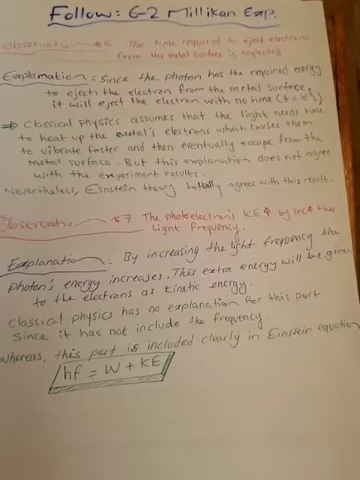 Follow: 6-2 Millikan Exp.
Observation #6 The time required to eject electrons
from the metal surface is neglected
Explanation: Since the photon has the required energy
to ejects the electron from the metal surface,
it will eject the electron with no time
⇒ Classical physics assumes that the light needs time
to heat up the metal's electrons which causes them
to vibrate faster and then eventually escape from the
metal surface. But this explanation does not agree
with the experiment results.
Nevertheless, Einstein theory totally agrees with this result.
Observation #7 The photoelectron's KE ↑ by inc↑ the
light frequency.
Explanation: By increasing the light frequency the
photon's energy increases. This extra energy will be given
to the electrons as kinetic energy.
Classical physics has no explanation for this part
since it has not include the frequency
whereas, this part is included clearly in Einstein equation
hf = W + KE